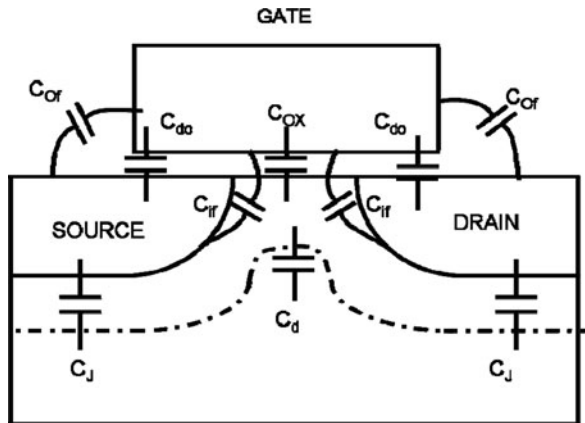 GATE
C_Of
C_do
C_OX
C_do
C_Of
C_if
C_if
SOURCE
DRAIN
C_d
C_J
C_J